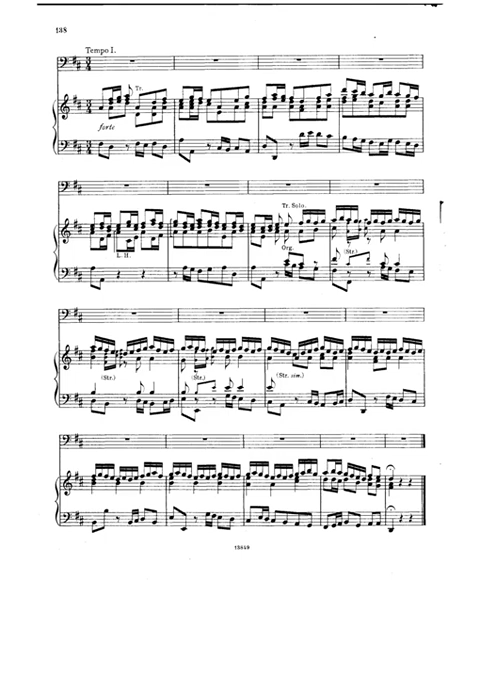 138
Tempo I.
Tr.
forte
Tr. Solo.
L. H.
Org.
(Str.)
(Str.)
(Str.)
(Str. sim.)
13849